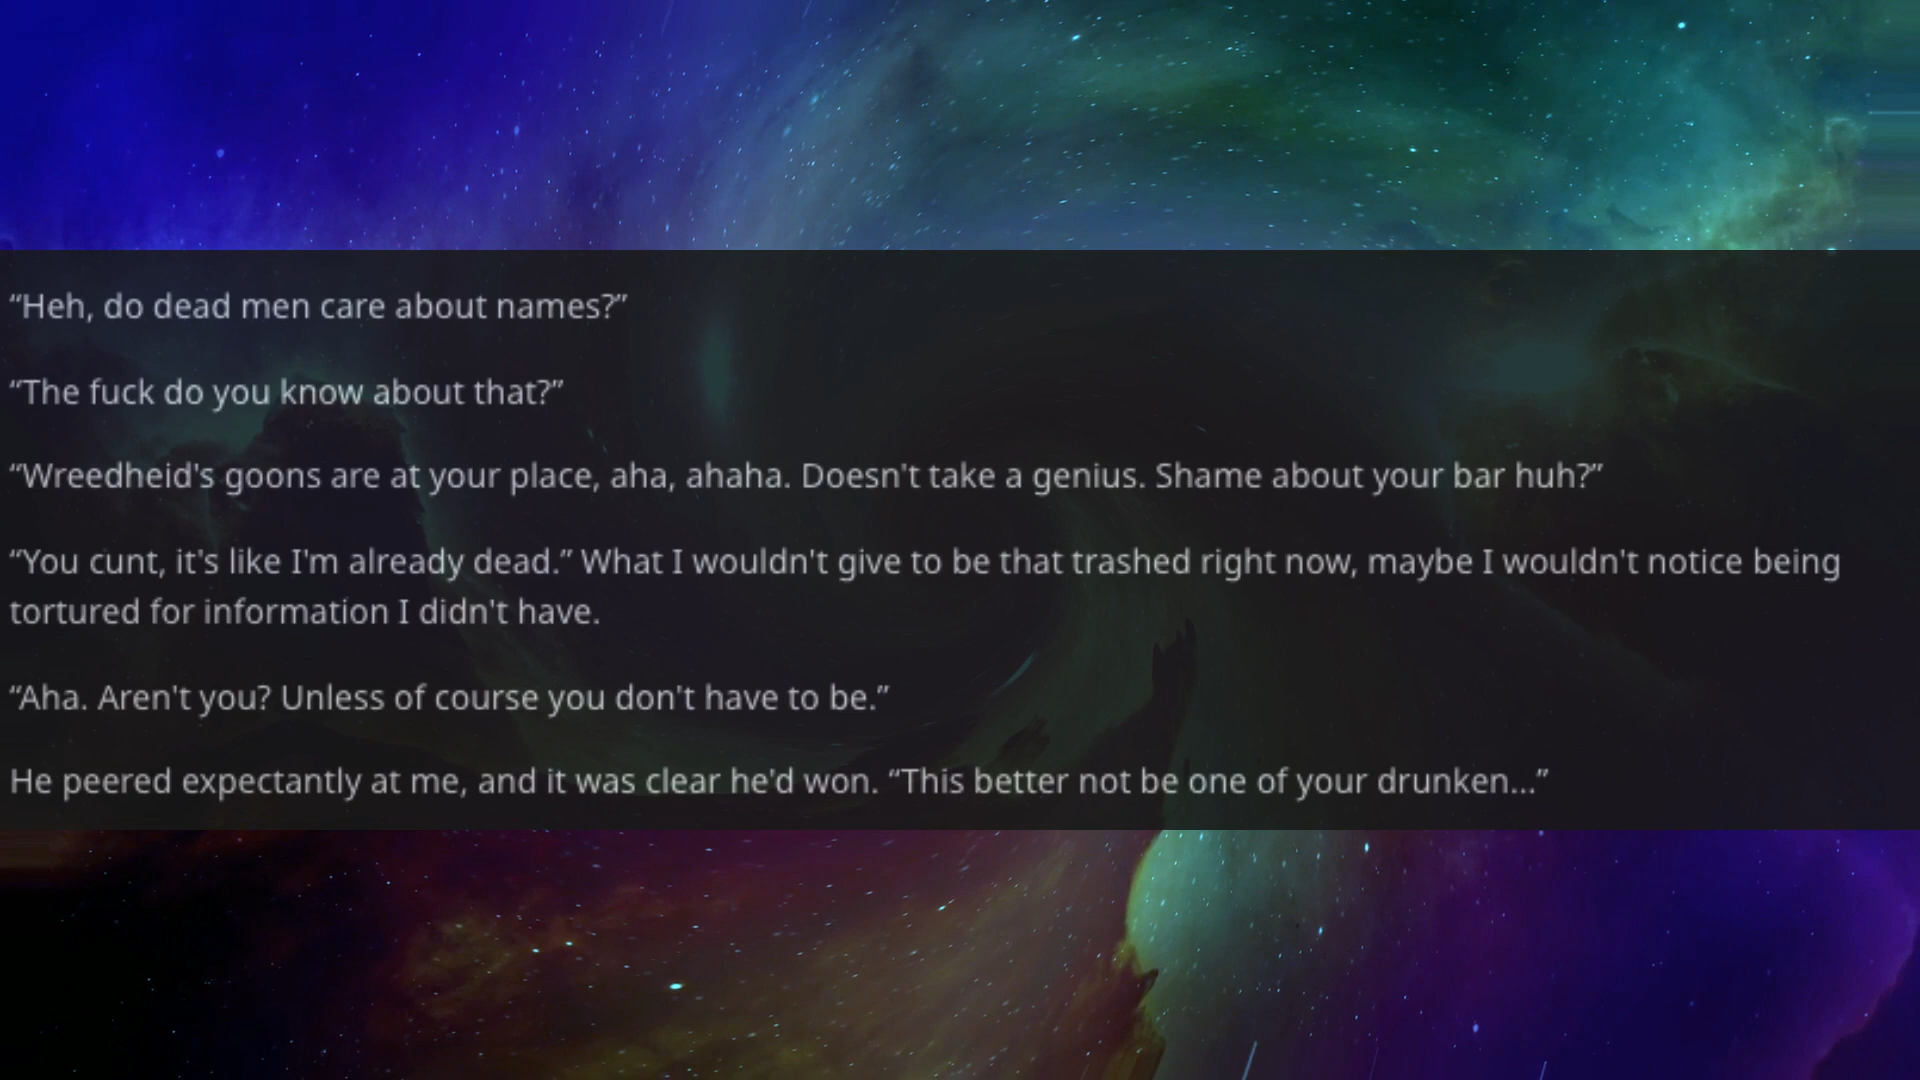 “Heh, do dead men care about names?”
“The fuck do you know about that?”
“Wreedheid's goons are at your place, aha, ahaha. Doesn't take a genius. Shame about your bar huh?”
“You cunt, it's like I'm already dead.” What I wouldn't give to be that trashed right now, maybe I wouldn't notice being
tortured for information I didn't have.
“Aha. Aren't you? Unless of course you don't have to be.”
He peered expectantly at me, and it was clear he'd won. “This better not be one of your drunken...”